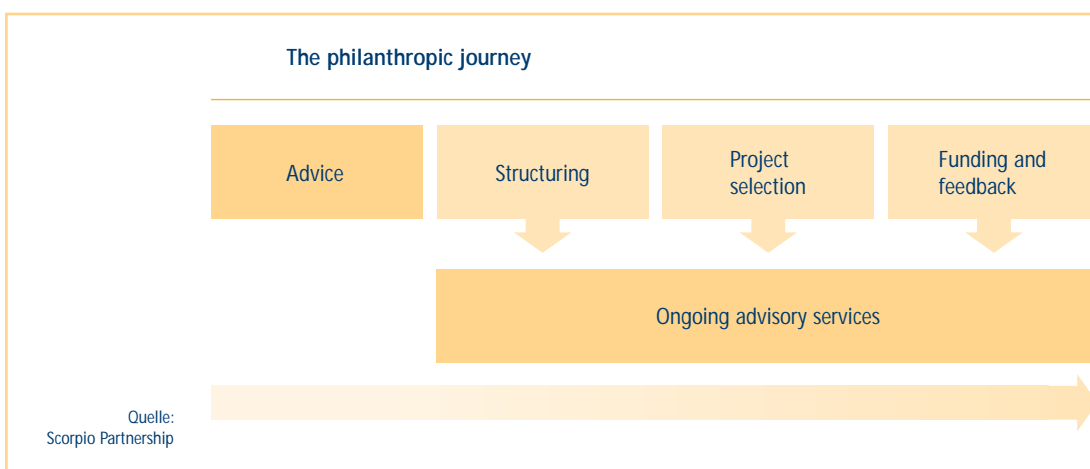 The philanthropic journey
Advice
Structuring
Project
selection
Funding and
feedback
Ongoing advisory services
Quelle:
Scorpio Partnership